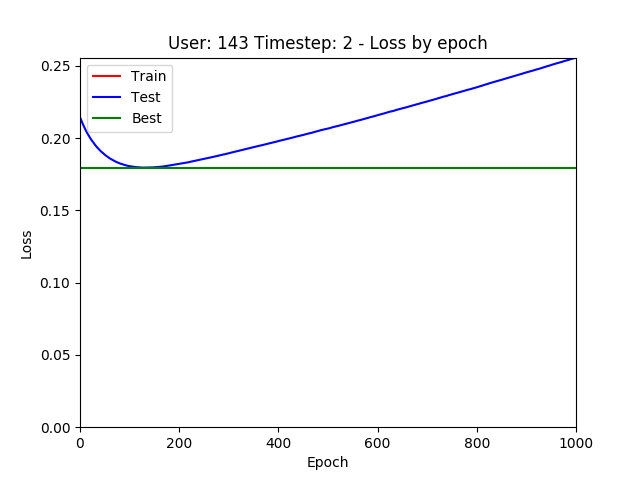 User: 143 Timestep: 2 - Loss by epoch
Train
Test
Best
Loss
0.25
0.20
0.15
0.10
0.05
0.00
0 200 400 600 800 1000
Epoch